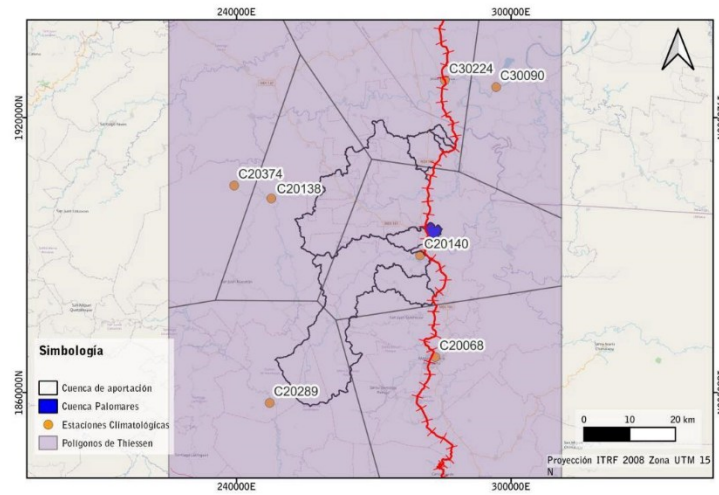 240000E
300000E
C30224
C30090
1920000N
C20374
C20138
C20140
C20068
C20289
1860000N
Simbología
Cuenca de aportación
Cuenca Palomares
Estaciones Climatológicas
Polígonos de Thiessen
0 10 20 km
Proyección ITRF 2008 Zona UTM 15
N
240000E
300000E